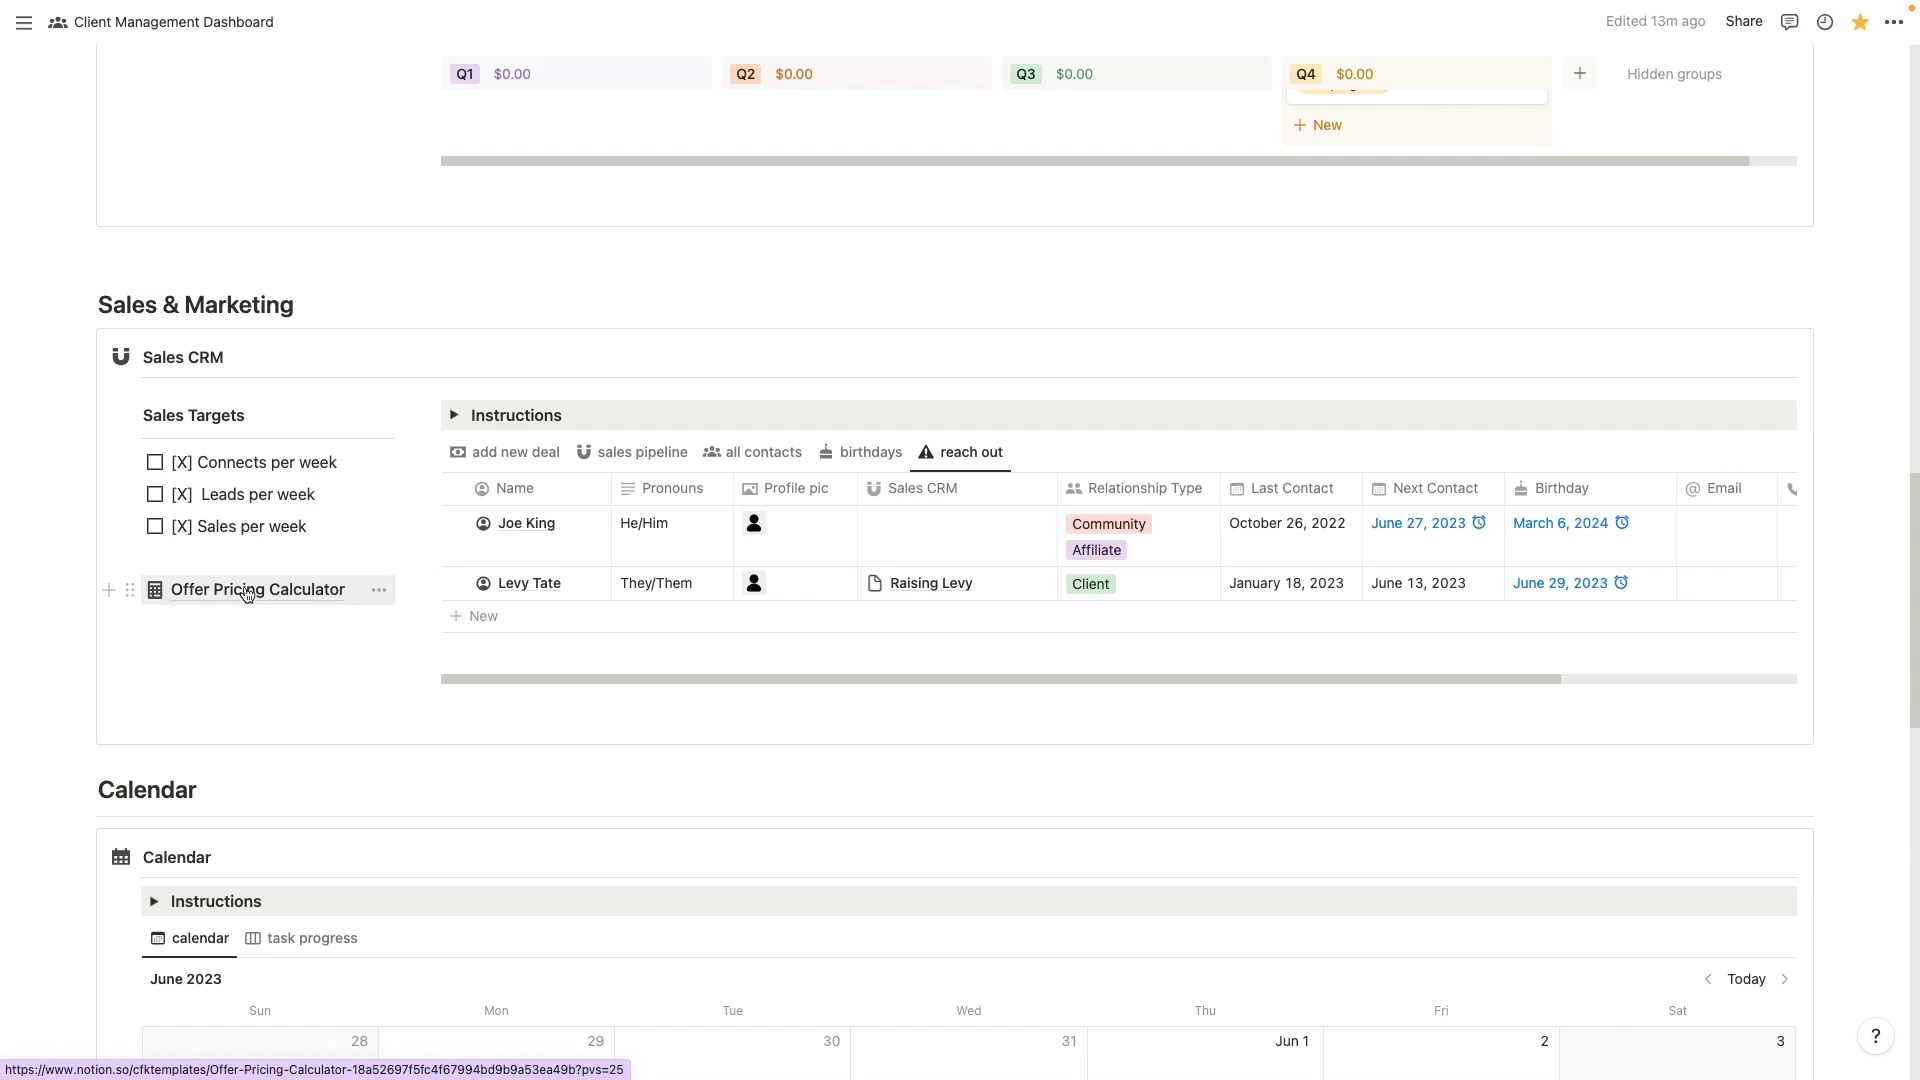 Client Management Dashboard
Edited 13m ago Share
Q1 $0.00 Q2 $0.00 Q3 $0.00 Q4 $0.00 + Hidden groups
+ New
Sales & Marketing
Sales CRM
Sales Targets
[X] Connects per week
[X] Leads per week
[X] Sales per week
Offer Pricing Calculator
Instructions
add new deal sales pipeline all contacts birthdays reach out
Name Pronouns Profile pic Sales CRM Relationship Type Last Contact Next Contact Birthday @ Email
Joe King He/Him Community October 26, 2022 June 27, 2023 March 6, 2024
Affiliate
Levy Tate They/Them Raising Levy Client January 18, 2023 June 13, 2023 June 29, 2023
+ New
Calendar
Calendar
Instructions
calendar task progress
June 2023 Today
Sun Mon Tue Wed Thu Fri Sat
28 29 30 31 Jun 1 2 3
?
https://www.notion.so/cfktemplates/Offer-Pricing-Calculator-18a52697f5fc4f67994bd9b9a53ea49b?pvs=25